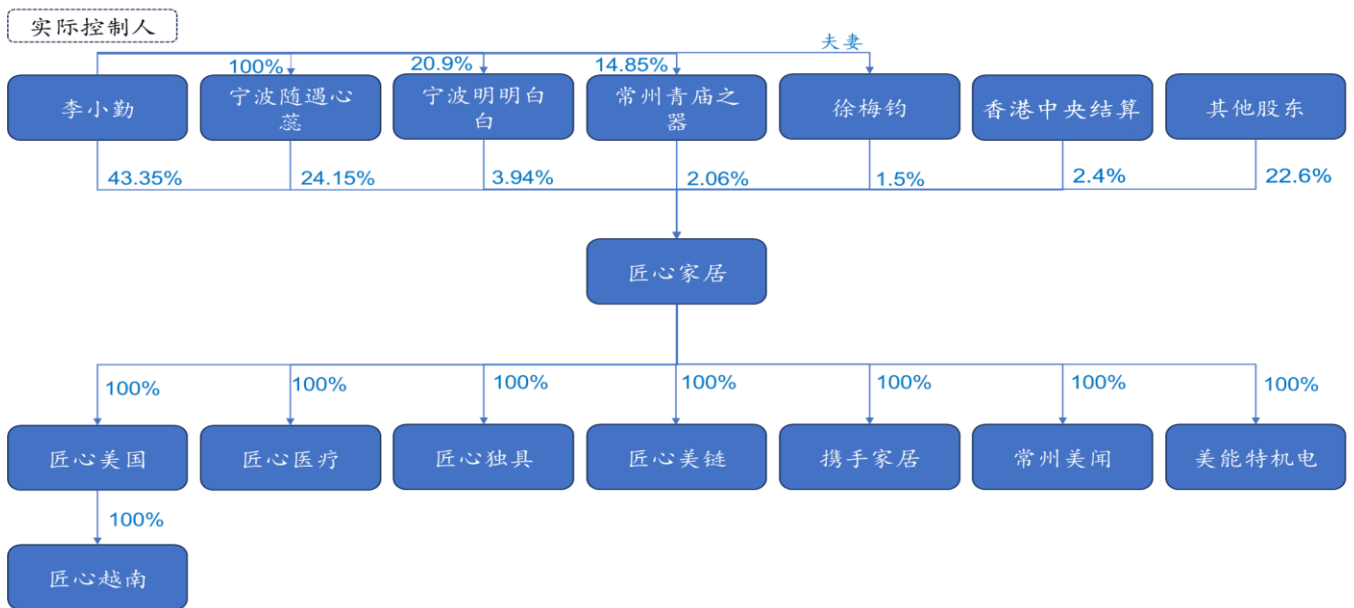 实际控制人
夫妻
100%
20.9%
14.85%
李小勤
宁波随遇心
蕊
宁波明明白
白
常州青庙之
器
徐梅钧
香港中央结算
其他股东
43.35%
24.15%
3.94%
2.06%
1.5%
2.4%
22.6%
匠心家居
100%
100%
100%
100%
100%
100%
100%
匠心美国
匠心医疗
匠心独具
匠心美链
携手家居
常州美闻
美能特机电
100%
匠心越南